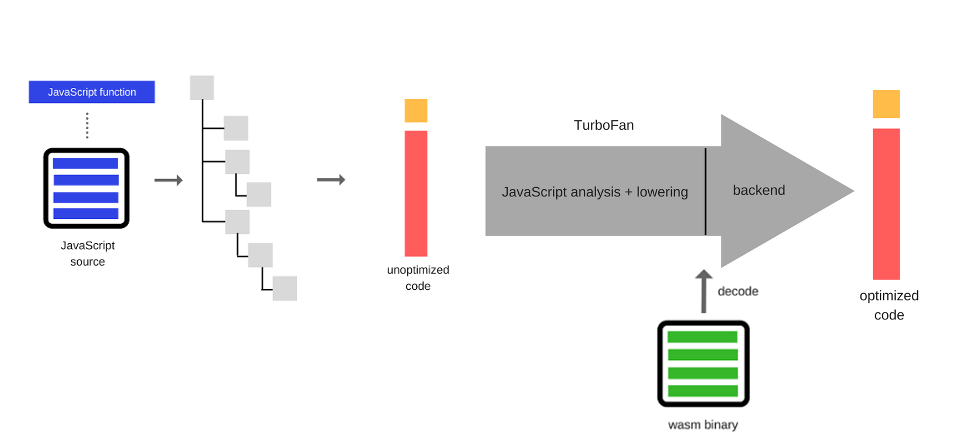 JavaScript function
JavaScript
source
unoptimized
code
TurboFan
JavaScript analysis + lowering
backend
decode
wasm binary
optimized
code